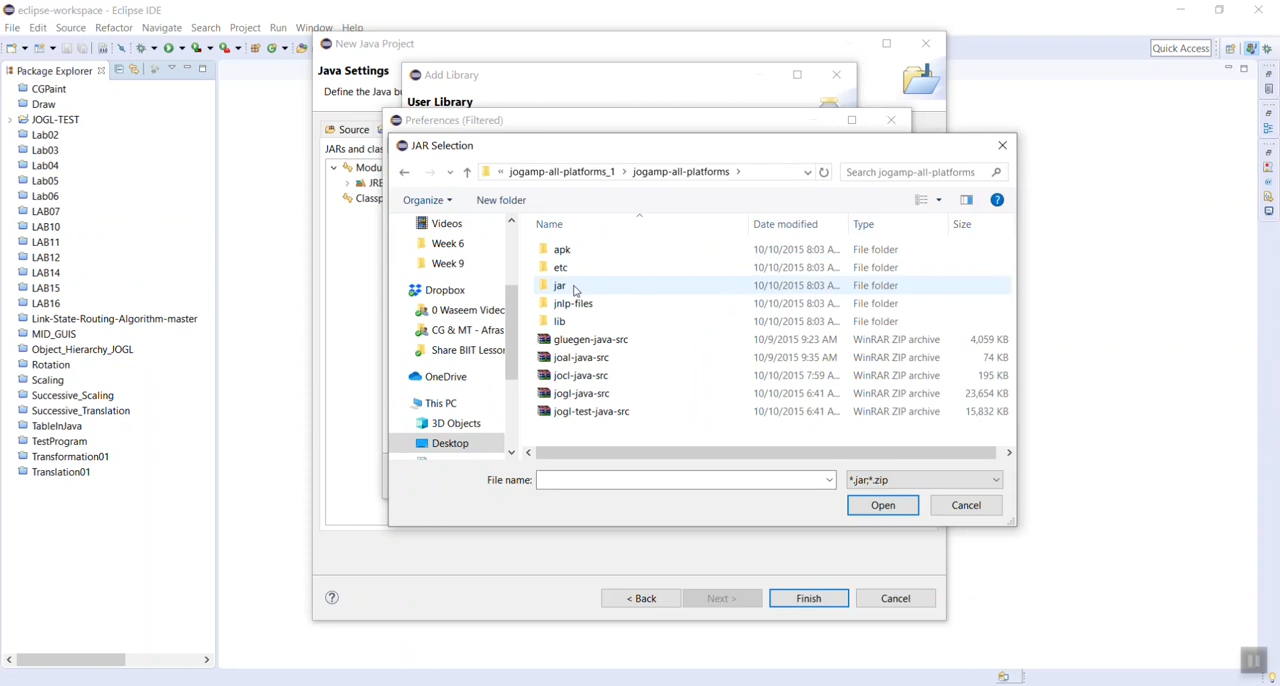 eclipse-workspace - Eclipse IDE
File Edit Source Refactor Navigate Search Project Run Window Help
Quick Access
Package Explorer
CGPaint
Draw
JOGL-TEST
Lab02
Lab03
Lab04
Lab05
Lab06
LAB07
LAB10
LAB11
LAB12
LAB14
LAB15
LAB16
Link-State-Routing-Algorithm-master
MID_GUIS
Object_Hierarchy_JOGL
Rotation
Scaling
Successive_Scaling
Successive_Translation
TableInJava
TestProgram
Transformation01
Translation01
New Java Project
Java Settings
Define the Java bu
Source
JARs and clas
Modu
JRE
Classp
Add Library
User Library
Preferences (Filtered)
JAR Selection
« jogamp-all-platforms_1 > jogamp-all-platforms >
Search jogamp-all-platforms
Organize New folder
Videos
Week 6
Week 9
Dropbox
0 Waseem Videc
CG & MT - Afras
Share BIIT Lessor
OneDrive
This PC
3D Objects
Desktop
Name Date modified Type Size
apk 10/10/2015 8:03 A... File folder
etc 10/10/2015 8:03 A... File folder
jar 10/10/2015 8:03 A... File folder
jnlp-files 10/10/2015 8:03 A... File folder
lib 10/10/2015 8:03 A... File folder
gluegen-java-src 10/9/2015 9:23 AM WinRAR ZIP archive 4,059 KB
joal-java-src 10/9/2015 9:35 AM WinRAR ZIP archive 74 KB
jocl-java-src 10/10/2015 7:59 A... WinRAR ZIP archive 195 KB
jogl-java-src 10/10/2015 6:41 A... WinRAR ZIP archive 23,654 KB
jogl-test-java-src 10/10/2015 6:41 A... WinRAR ZIP archive 15,832 KB
File name: *.jar;*.zip
Open Cancel
< Back Next > Finish Cancel